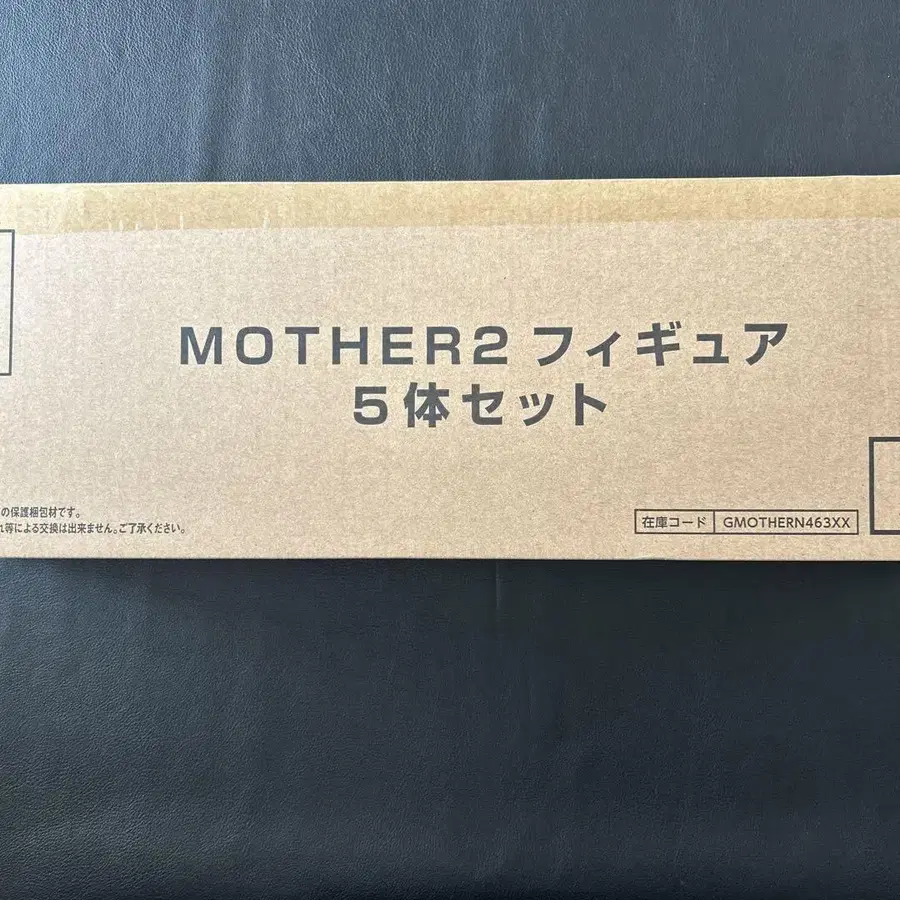 MOTHER2 フィギュア
5体セット
の保護梱包材です。
れ等による交換は出来ません。ご了承ください。
在庫コード GMOTHERN463XX